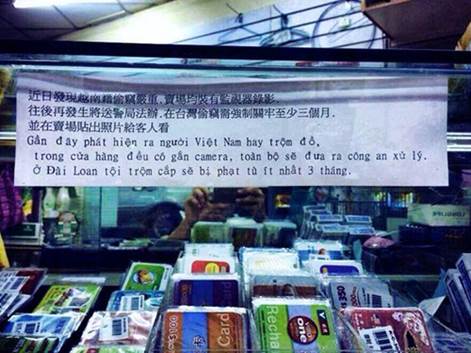 近日發現越南籍偷竊嚴重,賣場均裝有監視器錄影.
往後再發生將送警局法辦.在台灣偷竊需強制關牢至少三個月.
並在賣場貼出照片給客人看
Gần đây phát hiện ra người Việt Nam hay trộm đồ,
trong cửa hàng đều có gắn camera, toàn bộ sẽ đưa ra công an xử lý.
ở Đài Loan tội trộm cắp sẽ bị phạt tù ít nhất 3 tháng.
Card
Recha
one
$350